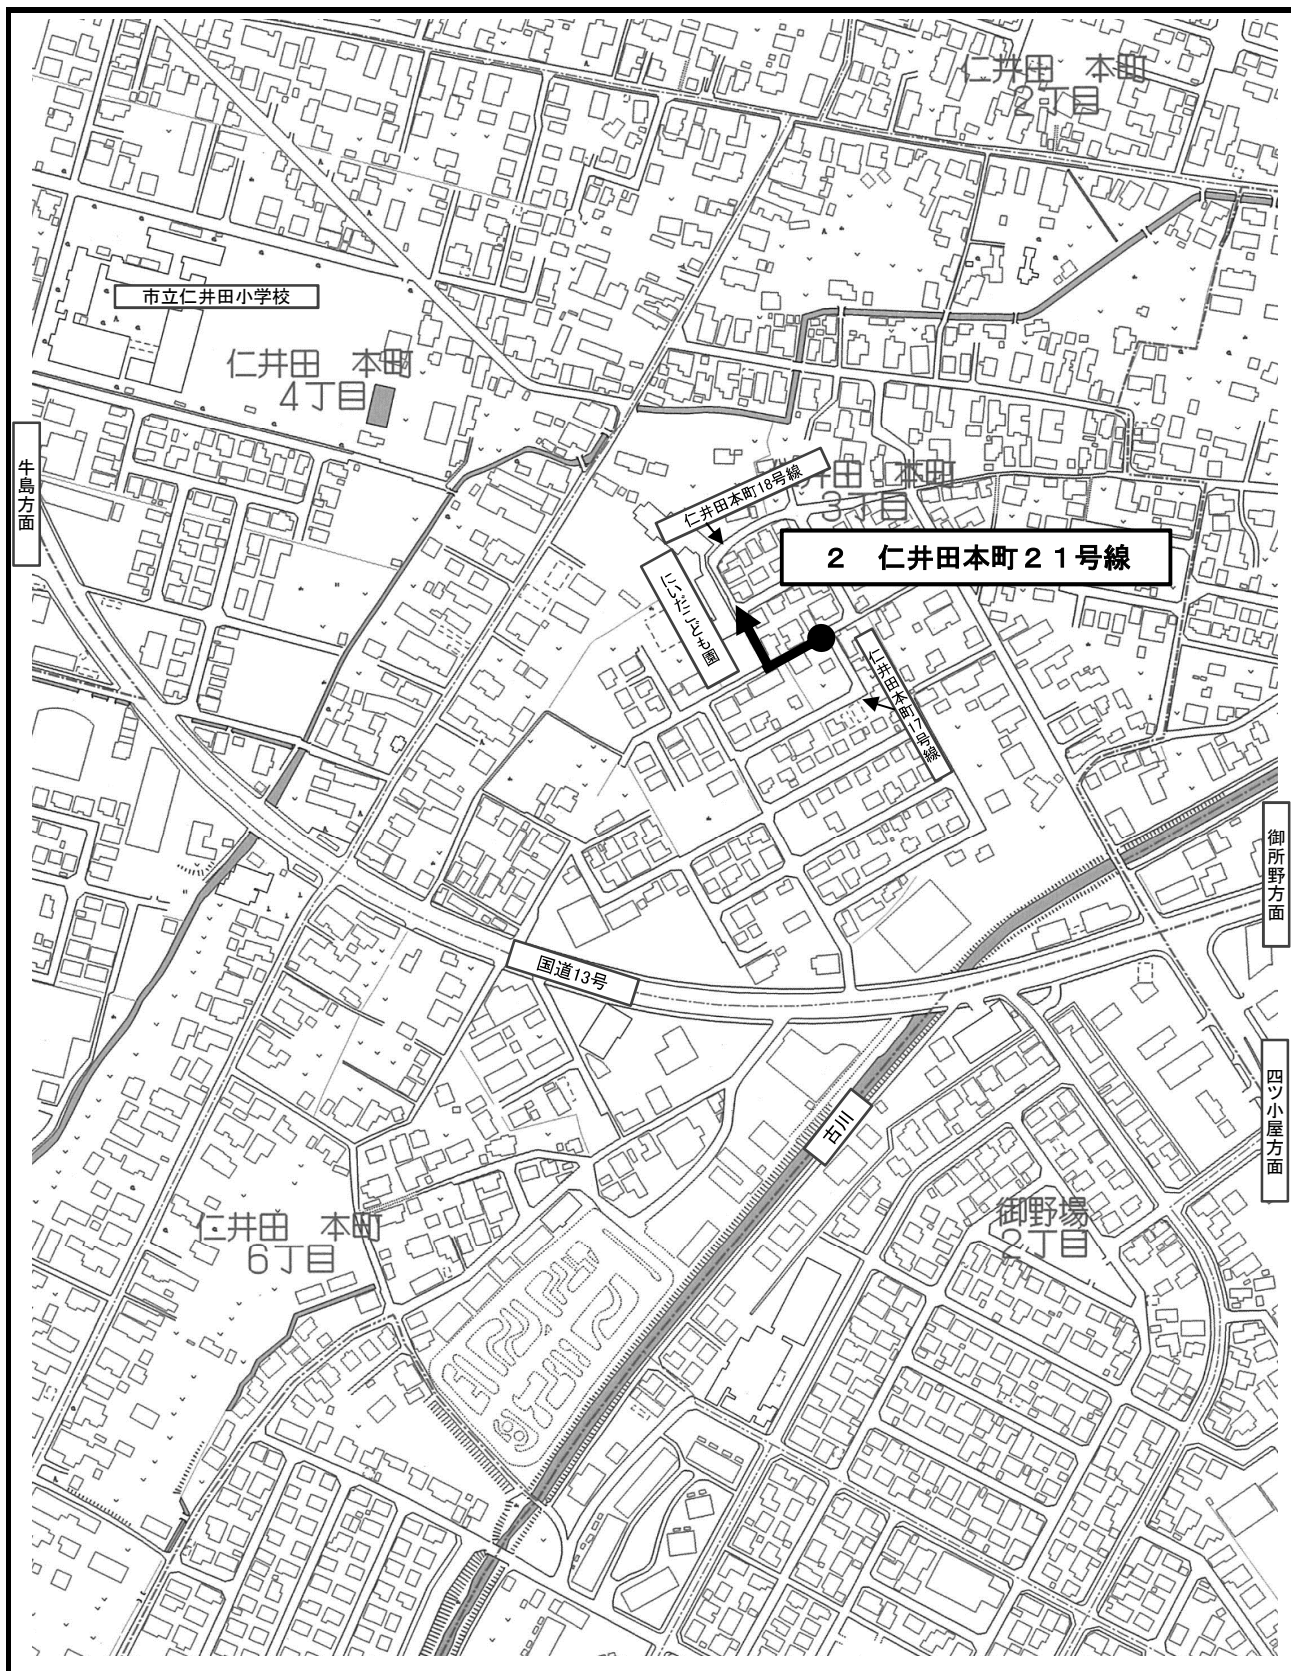 仁井田 本町
2丁目
市立仁井田小学校
仁井田 本町
4丁目
牛島方面
仁井田本町18号線
井田 本町
3丁目
2 仁井田本町21号線
にいだこども園
仁井田本町17号線
御所野方面
国道13号
四ツ小屋方面
古川
仁井田 本町
6丁目
御野場
2丁目